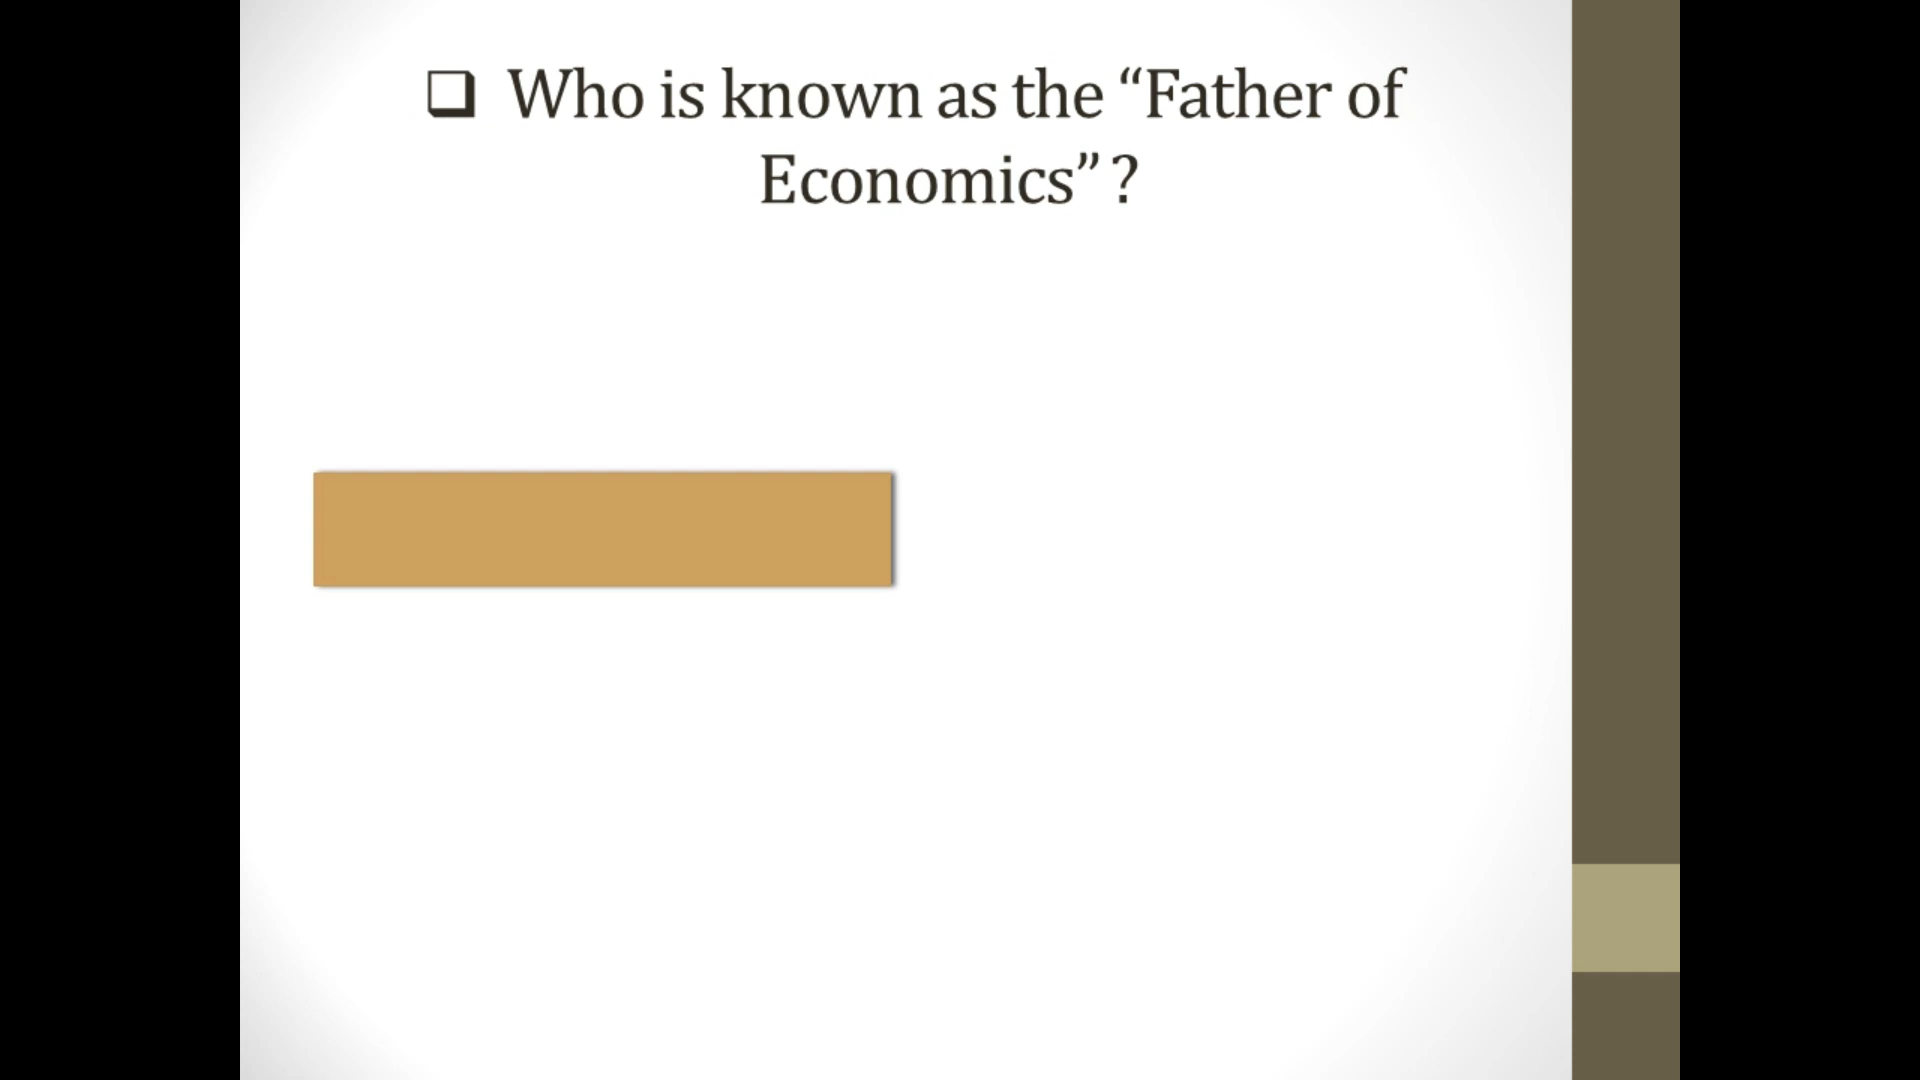 ❑ Who is known as the “Father of
Economics” ?